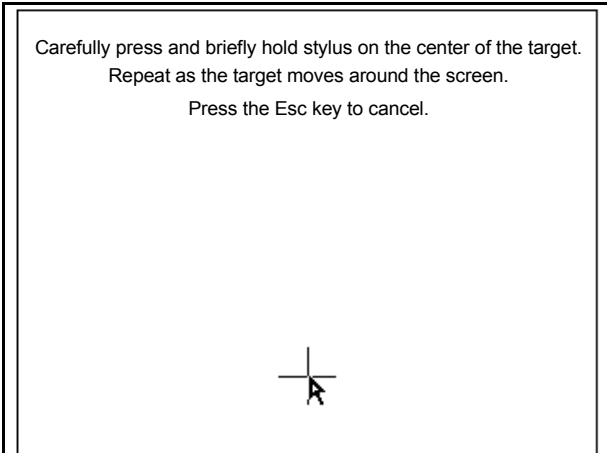 Carefully press and briefly hold stylus on the center of the target.
Repeat as the target moves around the screen.
Press the Esc key to cancel.